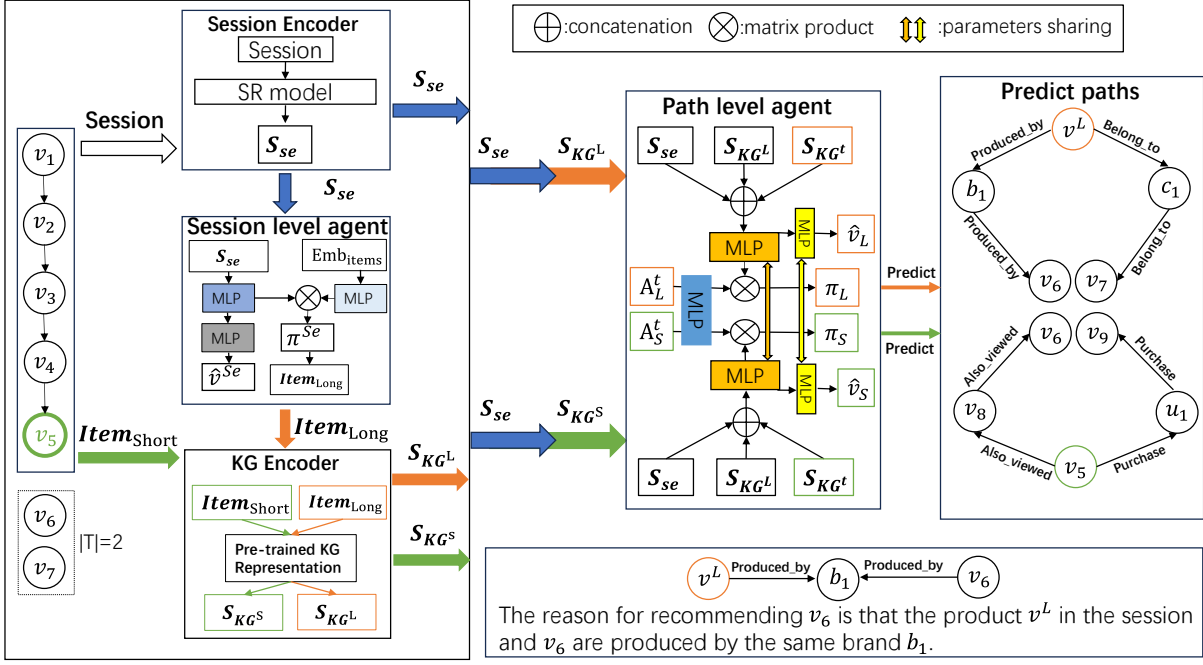 Session Encoder
Session
SR model
S_se
⊕:concatenation ⊗:matrix product :parameters sharing
Session
S_se
S_se
v_1
v_2
v_3
v_4
v_5
v_6
v_7
|T|=2
Session level agent
S_se
Emb_items
MLP
MLP
MLP
π^Se
v̂^Se
Item_Long
Item_Short
Item_Long
KG Encoder
Item_Short
Item_Long
Pre-trained KG
Representation
S_KG^S
S_KG^L
S_KG^L
S_KG^S
S_se
S_KG^L
S_se
S_KG^S
Path level agent
S_se
S_KG^L
S_KG^t
MLP
MLP
v̂_L
A_L^t
MLP
π_L
A_S^t
π_S
MLP
MLP
v̂_S
S_se
S_KG^L
S_KG^t
Predict
Predict
Predict paths
v^L
Produced_by
Belong_to
b_1
c_1
Produced_by
Belong_to
v_6
v_7
v_6
v_9
Also_viewed
Purchase
v_8
u_1
Also_viewed
Purchase
v_5
v^L
Produced_by
b_1
Produced_by
v_6
The reason for recommending v_6 is that the product v^L in the session
and v_6 are produced by the same brand b_1.